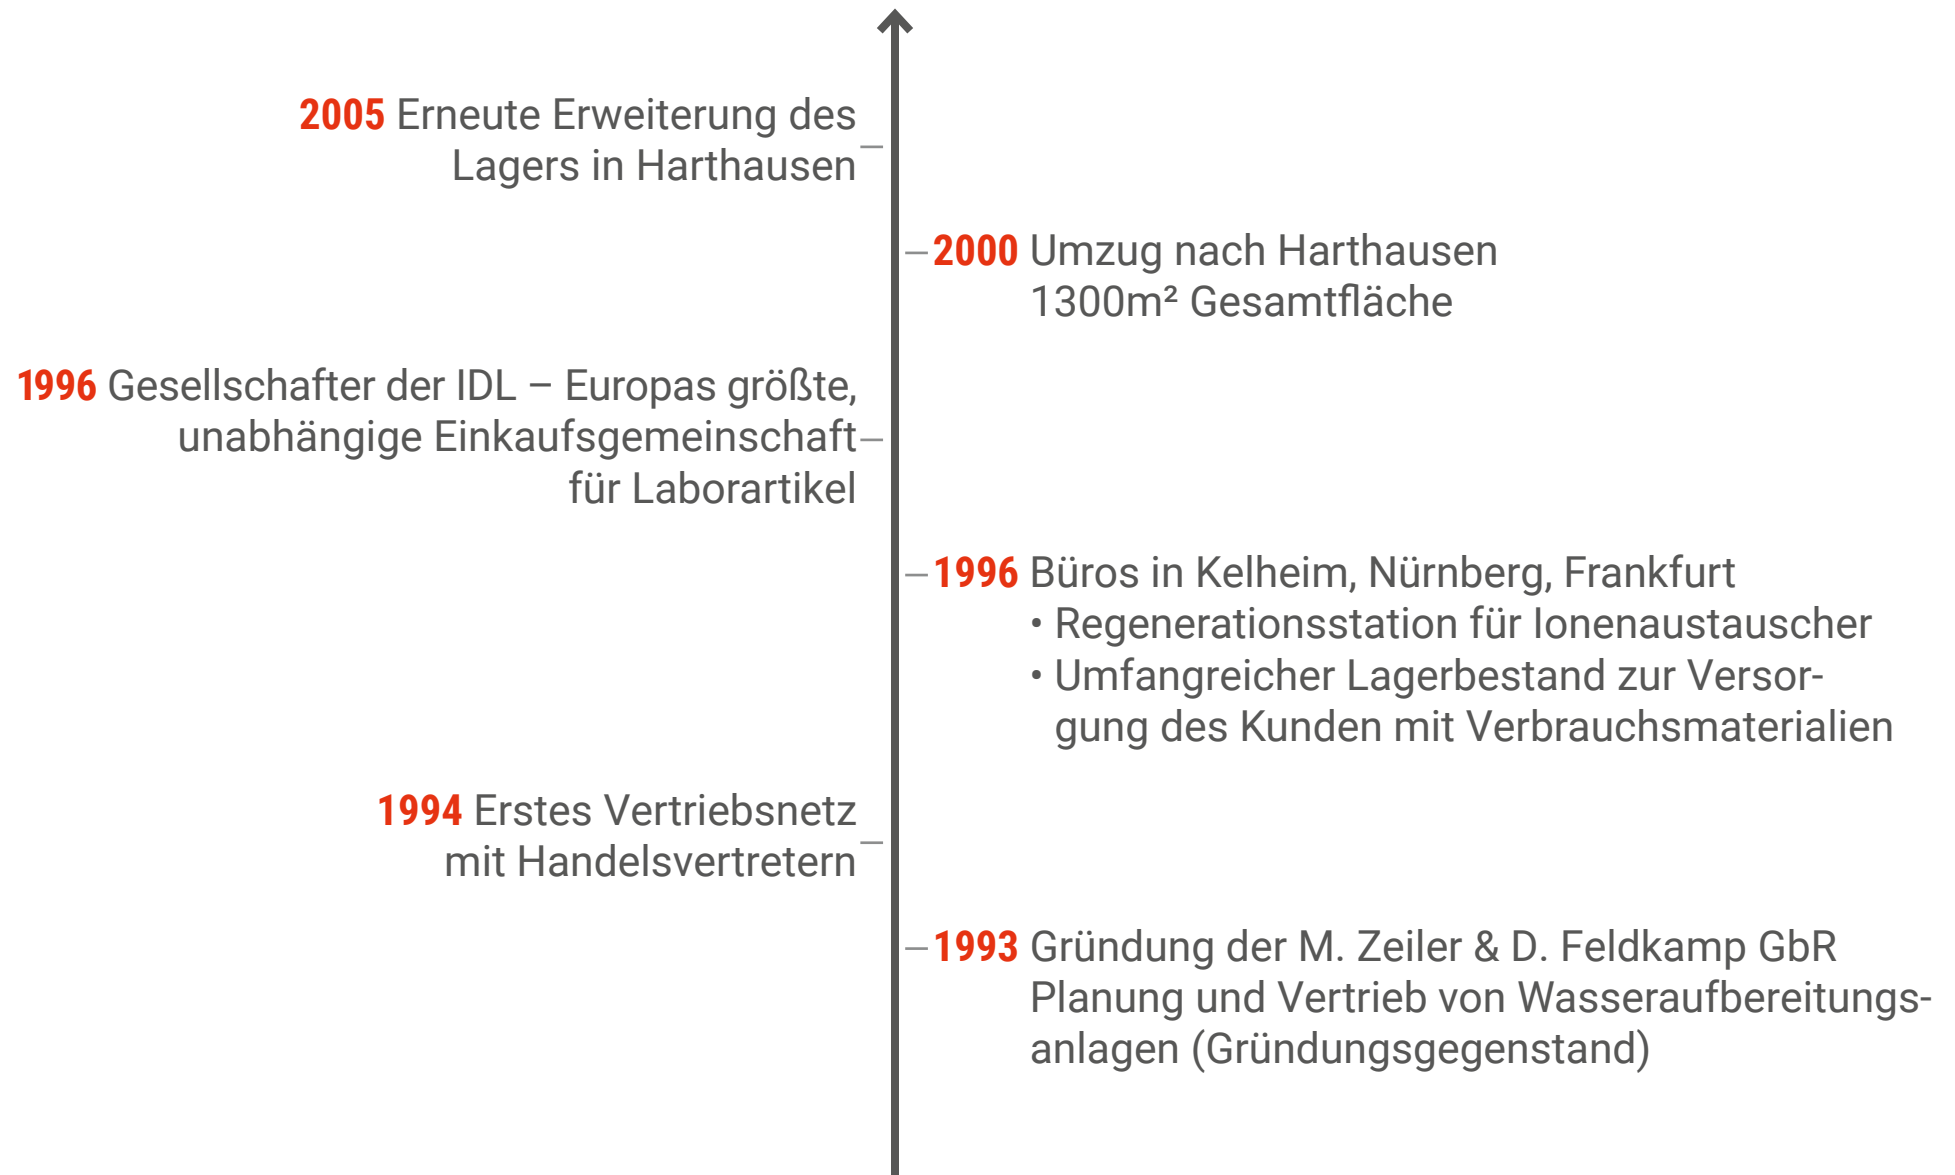 2005 Erneute Erweiterung des
Lagers in Harthausen
2000 Umzug nach Harthausen
1300m² Gesamtfläche
1996 Gesellschafter der IDL – Europas größte,
unabhängige Einkaufsgemeinschaft
für Laborartikel
1996 Büros in Kelheim, Nürnberg, Frankfurt
• Regenerationsstation für Ionenaustauscher
• Umfangreicher Lagerbestand zur Versor-
gung des Kunden mit Verbrauchsmaterialien
1994 Erstes Vertriebsnetz
mit Handelsvertretern
1993 Gründung der M. Zeiler & D. Feldkamp GbR
Planung und Vertrieb von Wasseraufbereitungs-
anlagen (Gründungsgegenstand)